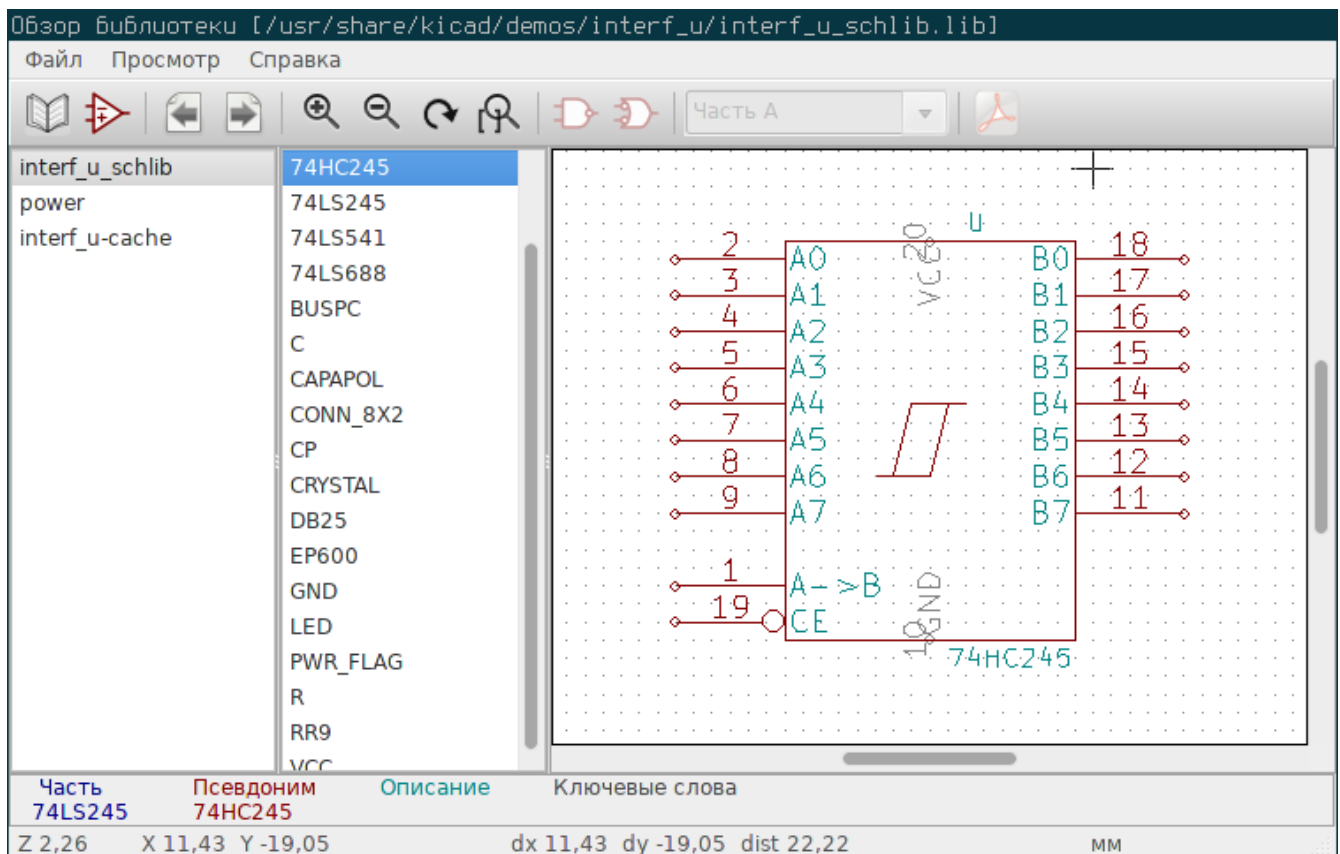 Обзор библиотеки [/usr/share/kicad/demos/interf_u/interf_u_schlib.lib]
Файл Просмотр Справка
Часть A
interf_u_schlib
power
interf_u-cache
74HC245
74LS245
74LS541
74LS688
BUSPC
C
CAPAPOL
CONN_8X2
CP
CRYSTAL
DB25
EP600
GND
LED
PWR_FLAG
R
RR9
VCC
U
VCC 20
2 A0 B0 18
3 A1 B1 17
4 A2 B2 16
5 A3 B3 15
6 A4 B4 14
7 A5 B5 13
8 A6 B6 12
9 A7 B7 11
1 A->B
19 CE
10 GND
74HC245
Часть Псевдоним Описание Ключевые слова
74LS245 74HC245
Z 2,26 X 11,43 Y -19,05 dx 11,43 dy -19,05 dist 22,22 мм